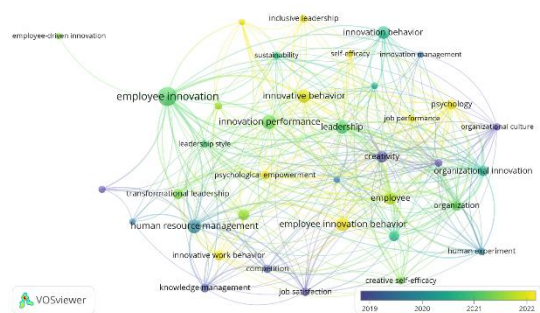 inclusive leadership
employee-driven innovation
innovation behavior
sustainability
self-efficacy
innovation management
employee innovation
innovative behavior
psychology
innovation performance
leadership
job performance
organizational culture
leadership style
creativity
psychological empowerment
organizational innovation
transformational leadership
employee
organization
human resource management
employee innovation behavior
innovative work behavior
human experiment
competition
knowledge management
job satisfaction
creative self-efficacy
VOSviewer
2019 2020 2021 2022